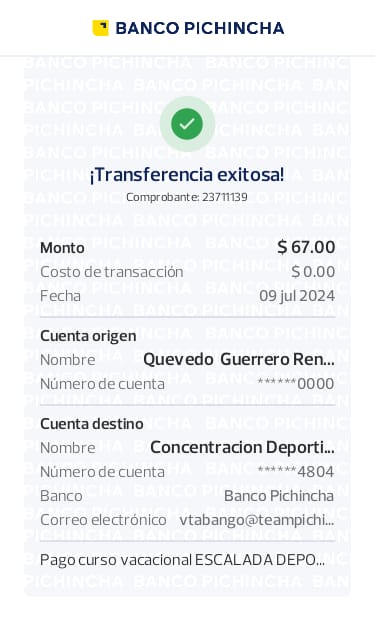 BANCO PICHINCHA
¡Transferencia exitosa!
Comprobante: 23711139
Monto $ 67.00
Costo de transacción $ 0.00
Fecha 09 jul 2024
Cuenta origen
Nombre Quevedo Guerrero Ren...
Número de cuenta ******0000
Cuenta destino
Nombre Concentracion Deporti...
Número de cuenta ******4804
Banco Banco Pichincha
Correo electrónico vtabango@teampichi...
Pago curso vacacional ESCALADA DEPO...